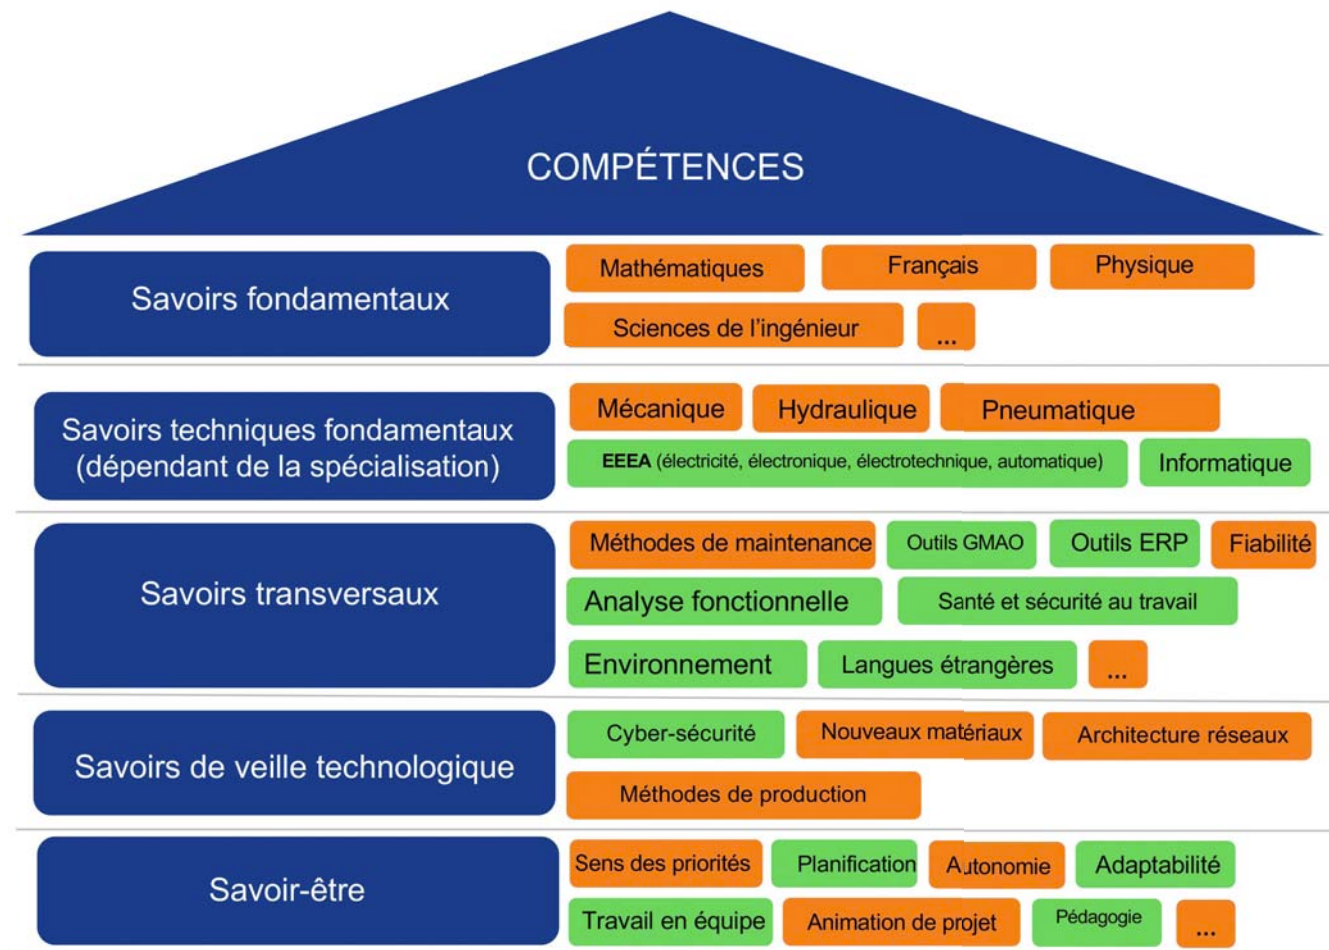 COMPÉTENCES
Savoirs fondamentaux
Mathématiques
Français
Physique
Sciences de l'ingénieur
...
Savoirs techniques fondamentaux
(dépendant de la spécialisation)
Mécanique
Hydraulique
Pneumatique
EEEA (électricité, électronique, électrotechnique, automatique)
Informatique
Savoirs transversaux
Méthodes de maintenance
Outils GMAO
Outils ERP
Fiabilité
Analyse fonctionnelle
Santé et sécurité au travail
Environnement
Langues étrangères
...
Savoirs de veille technologique
Cyber-sécurité
Nouveaux matériaux
Architecture réseaux
Méthodes de production
Savoir-être
Sens des priorités
Planification
Autonomie
Adaptabilité
Travail en équipe
Animation de projet
Pédagogie
...